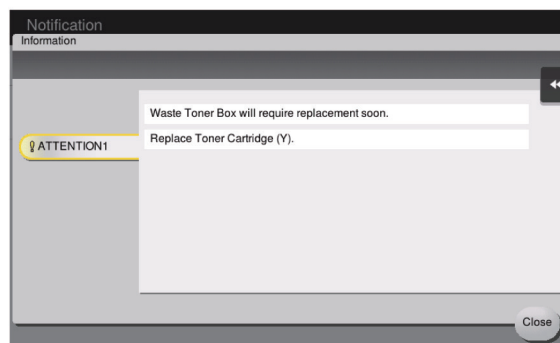 Notification
Information
Waste Toner Box will require replacement soon.
ATTENTION1
Replace Toner Cartridge (Y).
Close